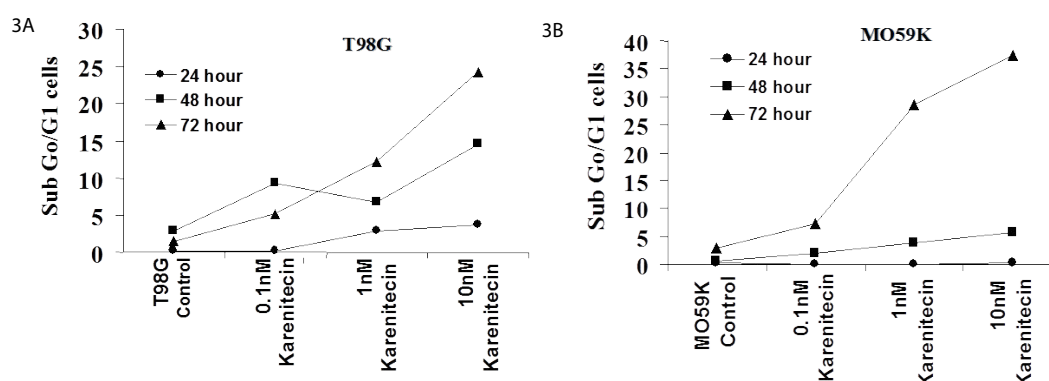 3A
T98G
Sub Go/G1 cells
30
25
20
15
10
5
0
24 hour
48 hour
72 hour
T98G
Control
0.1nM
Karenitecin
1nM
Karenitecin
10nM
Karenitecin
3B
MO59K
Sub Go/G1 cells
40
35
30
25
20
15
10
5
0
24 hour
48 hour
72 hour
MO59K
Control
0.1nM
Karenitecin
1nM
Karenitecin
10nM
Karenitecin